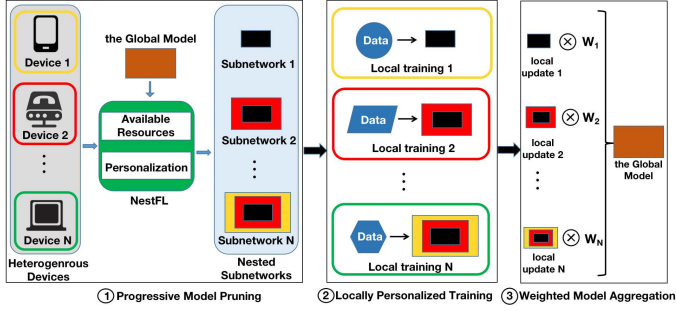 Device 1
Device 2
Device N
Heterogenrous
Devices
the Global Model
Available
Resources
Personalization
NestFL
Subnetwork 1
Subnetwork 2
Subnetwork N
Nested
Subnetworks
1 Progressive Model Pruning
Data
Local training 1
Data
Local training 2
Data
Local training N
2 Locally Personalized Training
W1
local
update 1
W2
local
update 2
WN
local
update N
the Global
Model
3 Weighted Model Aggregation